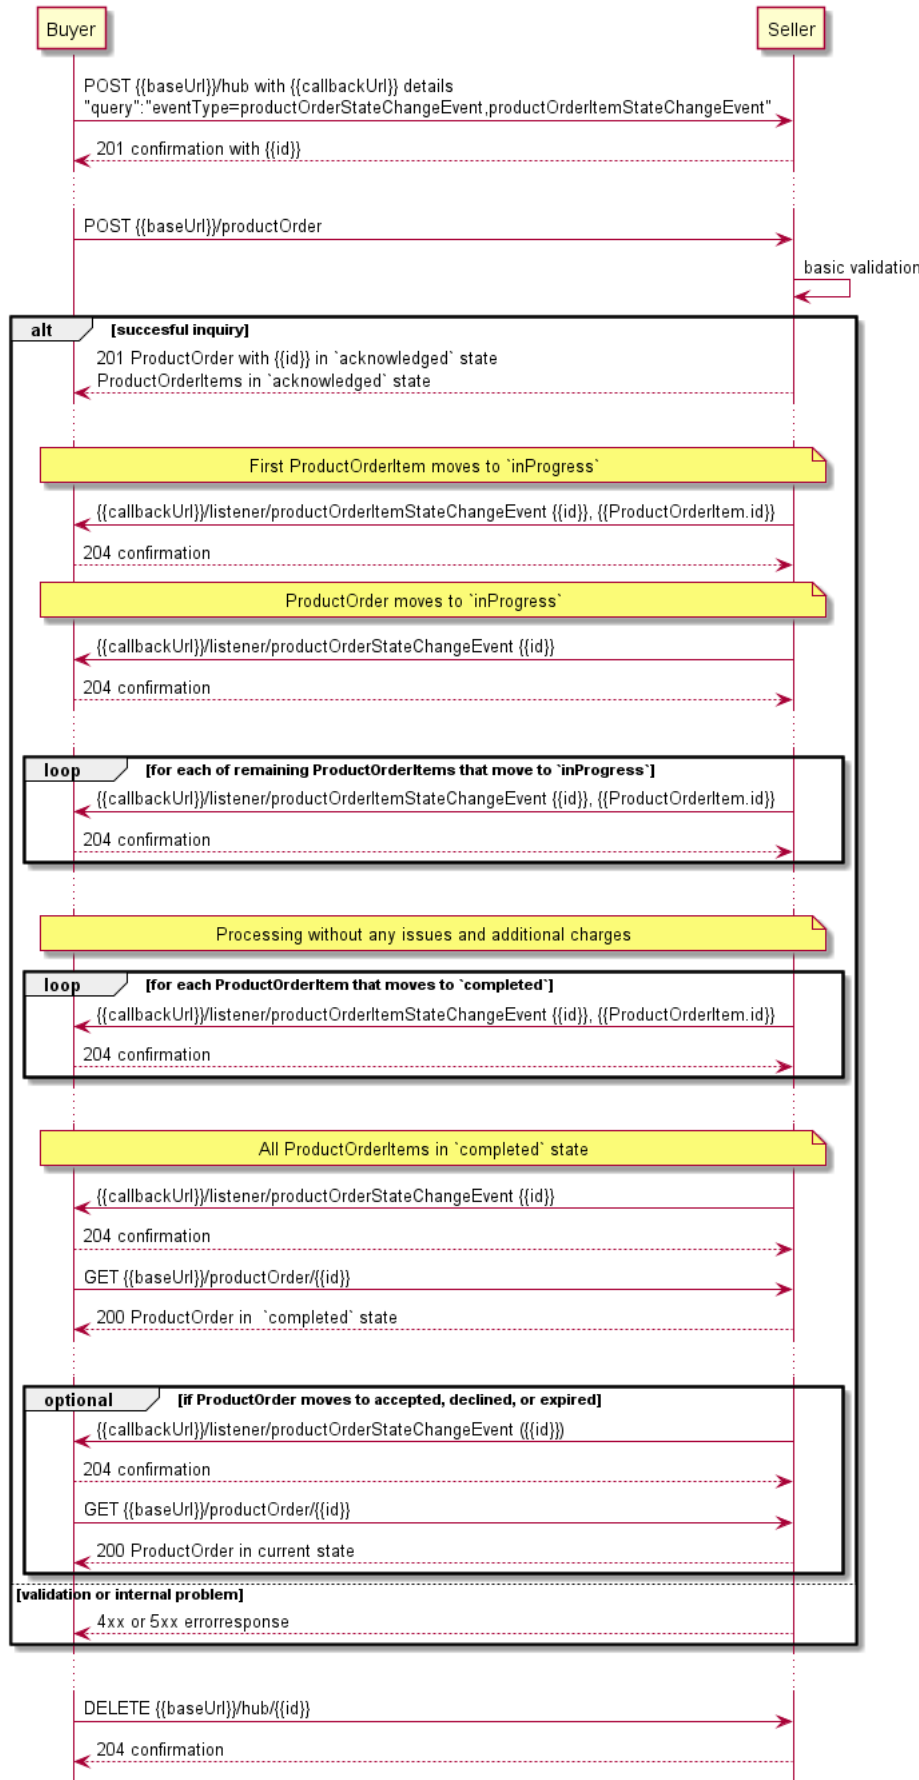 Buyer
Seller
POST {{baseUrl}}/hub with {{callbackUrl}} details
"query":"eventType=productOrderStateChangeEvent,productOrderItemStateChangeEvent"
201 confirmation with {{id}}
POST {{baseUrl}}/productOrder
basic validation
alt [succesful inquiry]
201 ProductOrder with {{id}} in `acknowledged` state
ProductOrderItems in `acknowledged` state
First ProductOrderItem moves to `inProgress`
{{callbackUrl}}/listener/productOrderItemStateChangeEvent {{id}}, {{ProductOrderItem.id}}
204 confirmation
ProductOrder moves to `inProgress`
{{callbackUrl}}/listener/productOrderStateChangeEvent {{id}}
204 confirmation
loop [for each of remaining ProductOrderItems that move to `inProgress`]
{{callbackUrl}}/listener/productOrderItemStateChangeEvent {{id}}, {{ProductOrderItem.id}}
204 confirmation
Processing without any issues and additional charges
loop [for each ProductOrderItem that moves to `completed`]
{{callbackUrl}}/listener/productOrderItemStateChangeEvent {{id}}, {{ProductOrderItem.id}}
204 confirmation
All ProductOrderItems in `completed` state
{{callbackUrl}}/listener/productOrderStateChangeEvent {{id}}
204 confirmation
GET {{baseUrl}}/productOrder/{{id}}
200 ProductOrder in `completed` state
optional [if ProductOrder moves to accepted, declined, or expired]
{{callbackUrl}}/listener/productOrderStateChangeEvent ({{id}})
204 confirmation
GET {{baseUrl}}/productOrder/{{id}}
200 ProductOrder in current state
[validation or internal problem]
4xx or 5xx errorresponse
DELETE {{baseUrl}}/hub/{{id}}
204 confirmation